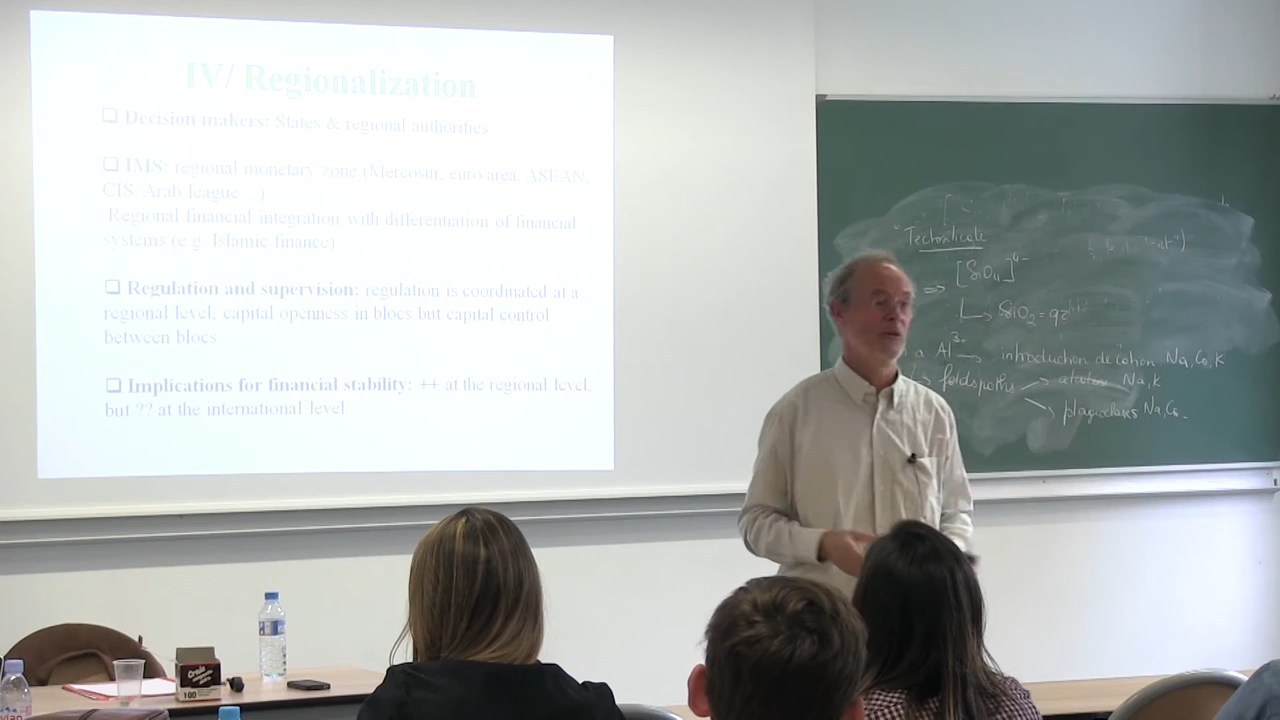 IV/ Regionalization
❑ Decision makers: States & regional authorities
❑ IMS: regional monetary zone (Mercosur, euro area, ASEAN,
CIS, Arab league…)
Regional financial integration with differentiation of financial
systems (e.g. Islamic finance)
❑ Regulation and supervision: regulation is coordinated at a
regional level, capital openness in blocs but capital control
between blocs
❑ Implications for financial stability: ++ at the regional level,
but ?? at the international level
Tectosilicate
⇒ [SiO4]4-
↳ SiO2 = qz
a Al3+ → introduction de cation Na, Ca, K
feldspaths → Na, K
→ plagioclases Na, Ca
100